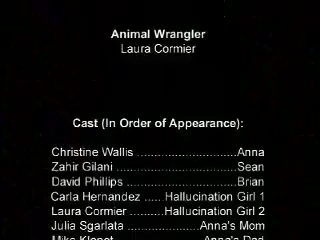 Animal Wrangler
Laura Cormier
Cast (In Order of Appearance):
Christine Wallis ..............................Anna
Zahir Gilani ....................................Sean
David Phillips .................................Brian
Carla Hernandez ......Hallucination Girl 1
Laura Cormier ..........Hallucination Girl 2
Julia Sgarlata ......................Anna's Mom